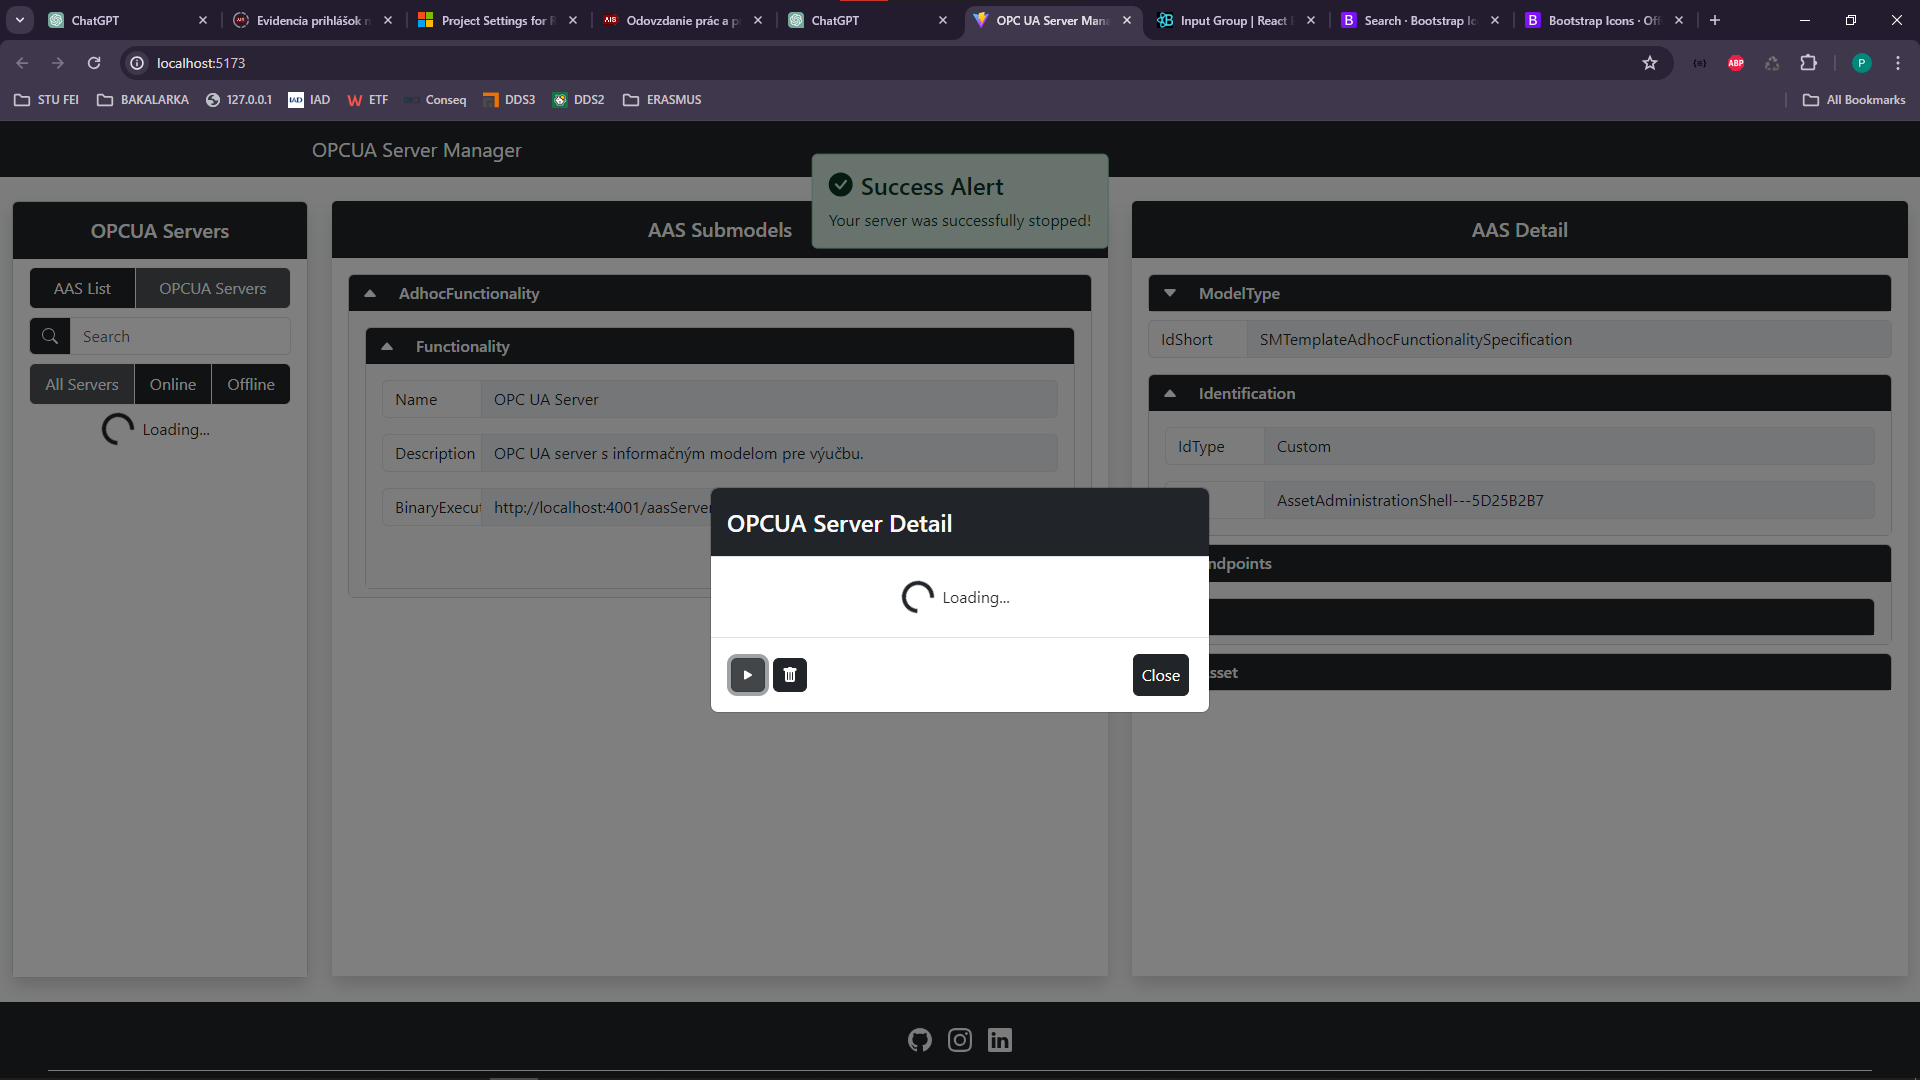 ChatGPT
Evidencia prihlášok n
Project Settings for R
AIS
Odovzdanie prác a p
ChatGPT
OPC UA Server Mana
Input Group | React
B
Search · Bootstrap Ic
B
Bootstrap Icons · Off
localhost:5173
ABP
P
STU FEI
BAKALARKA
127.0.0.1
IAD
IAD
ETF
Conseq
DDS3
DDS2
ERASMUS
All Bookmarks
OPCUA Server Manager
Success Alert
Your server was successfully stopped!
OPCUA Servers
AAS List
OPCUA Servers
Search
All Servers
Online
Offline
Loading...
AAS Submodels
AdhocFunctionality
Functionality
Name
OPC UA Server
Description
OPC UA server s informačným modelom pre výučbu.
BinaryExecut
http://localhost:4001/aasServer
AAS Detail
ModelType
IdShort
SMTemplateAdhocFunctionalitySpecification
Identification
IdType
Custom
AssetAdministrationShell---5D25B2B7
ndpoints
sset
OPCUA Server Detail
Loading...
Close